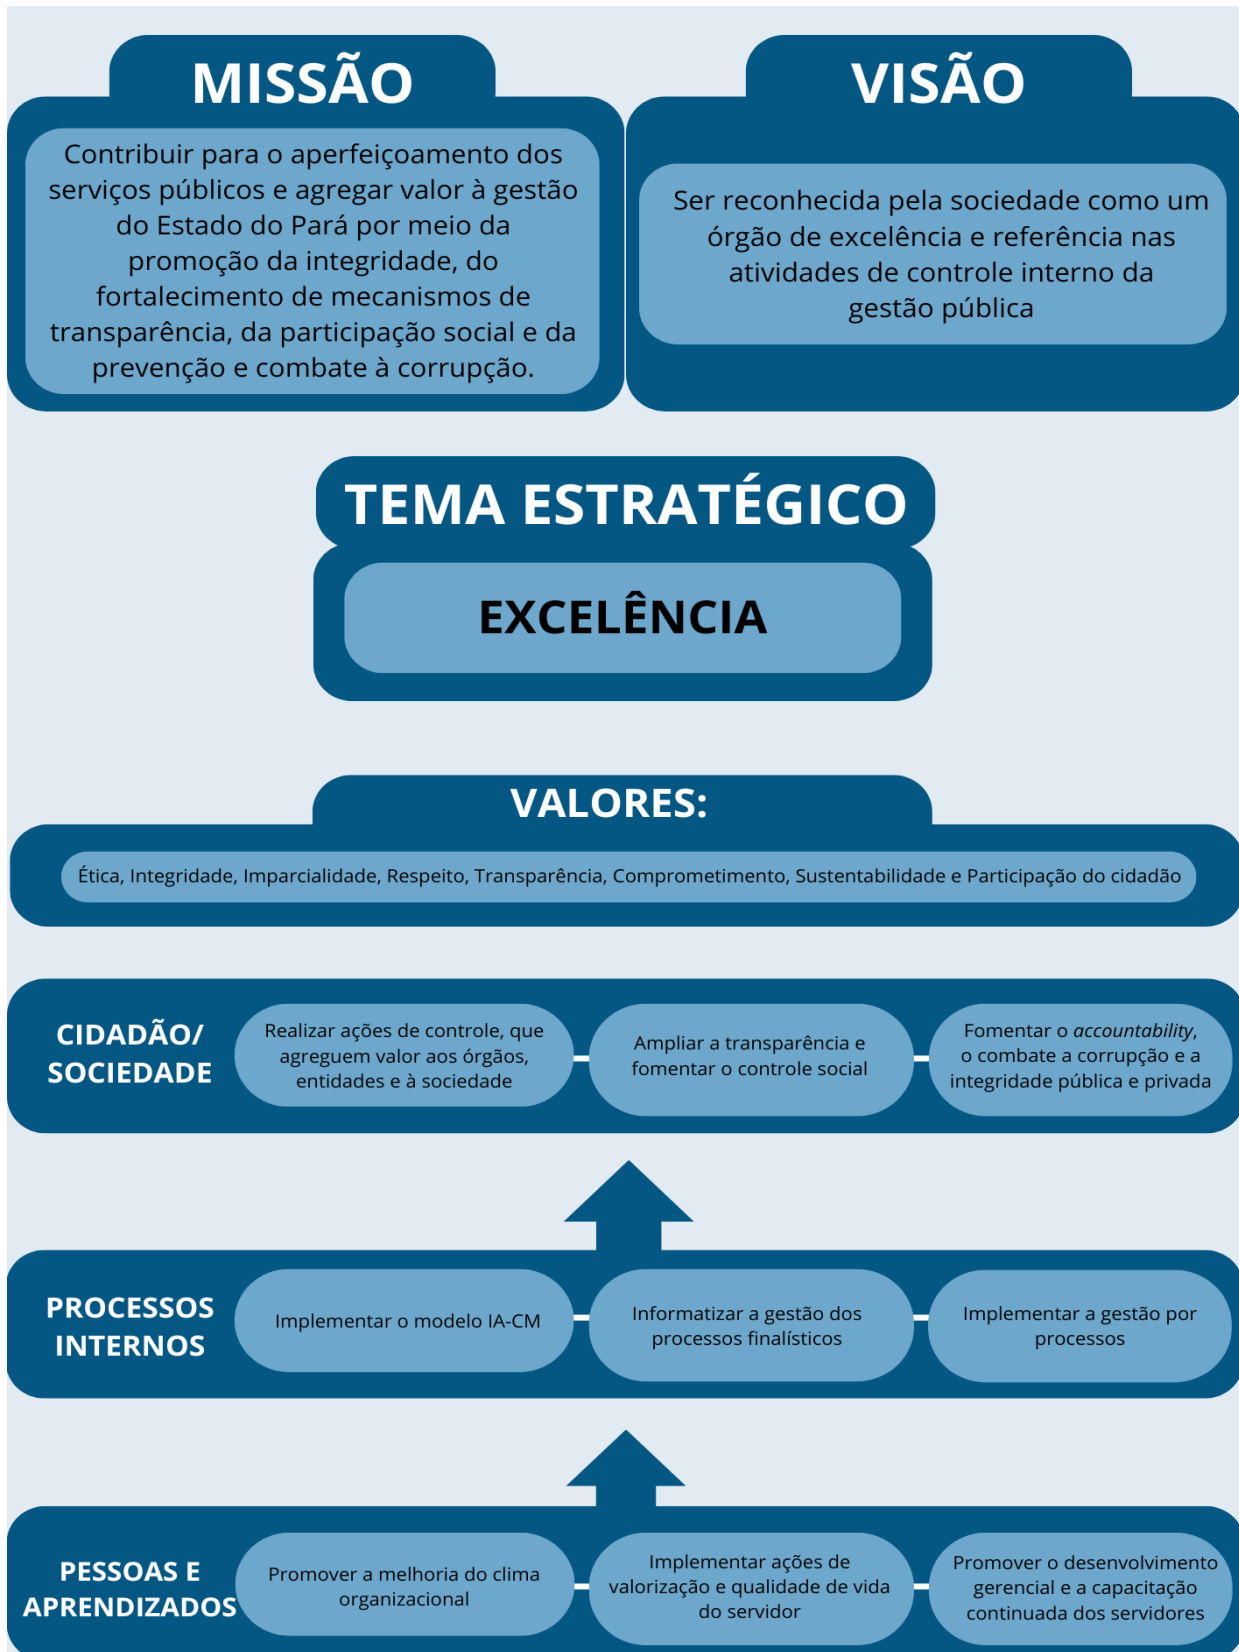 MISSÃO
Contribuir para o aperfeiçoamento dos
serviços públicos e agregar valor à gestão
do Estado do Pará por meio da
promoção da integridade, do
fortalecimento de mecanismos de
transparência, da participação social e da
prevenção e combate à corrupção.
VISÃO
Ser reconhecida pela sociedade como um
órgão de excelência e referência nas
atividades de controle interno da
gestão pública
TEMA ESTRATÉGICO
EXCELÊNCIA
VALORES:
Ética, Integridade, Imparcialidade, Respeito, Transparência, Comprometimento, Sustentabilidade e Participação do cidadão
CIDADÃO/
SOCIEDADE
Realizar ações de controle, que
agreguem valor aos órgãos,
entidades e à sociedade
Ampliar a transparência e
fomentar o controle social
Fomentar o accountability,
o combate a corrupção e a
integridade pública e privada
PROCESSOS
INTERNOS
Implementar o modelo IA-CM
Informatizar a gestão dos
processos finalísticos
Implementar a gestão por
processos
PESSOAS E
APRENDIZADOS
Promover a melhoria do clima
organizacional
Implementar ações de
valorização e qualidade de vida
do servidor
Promover o desenvolvimento
gerencial e a capacitação
continuada dos servidores